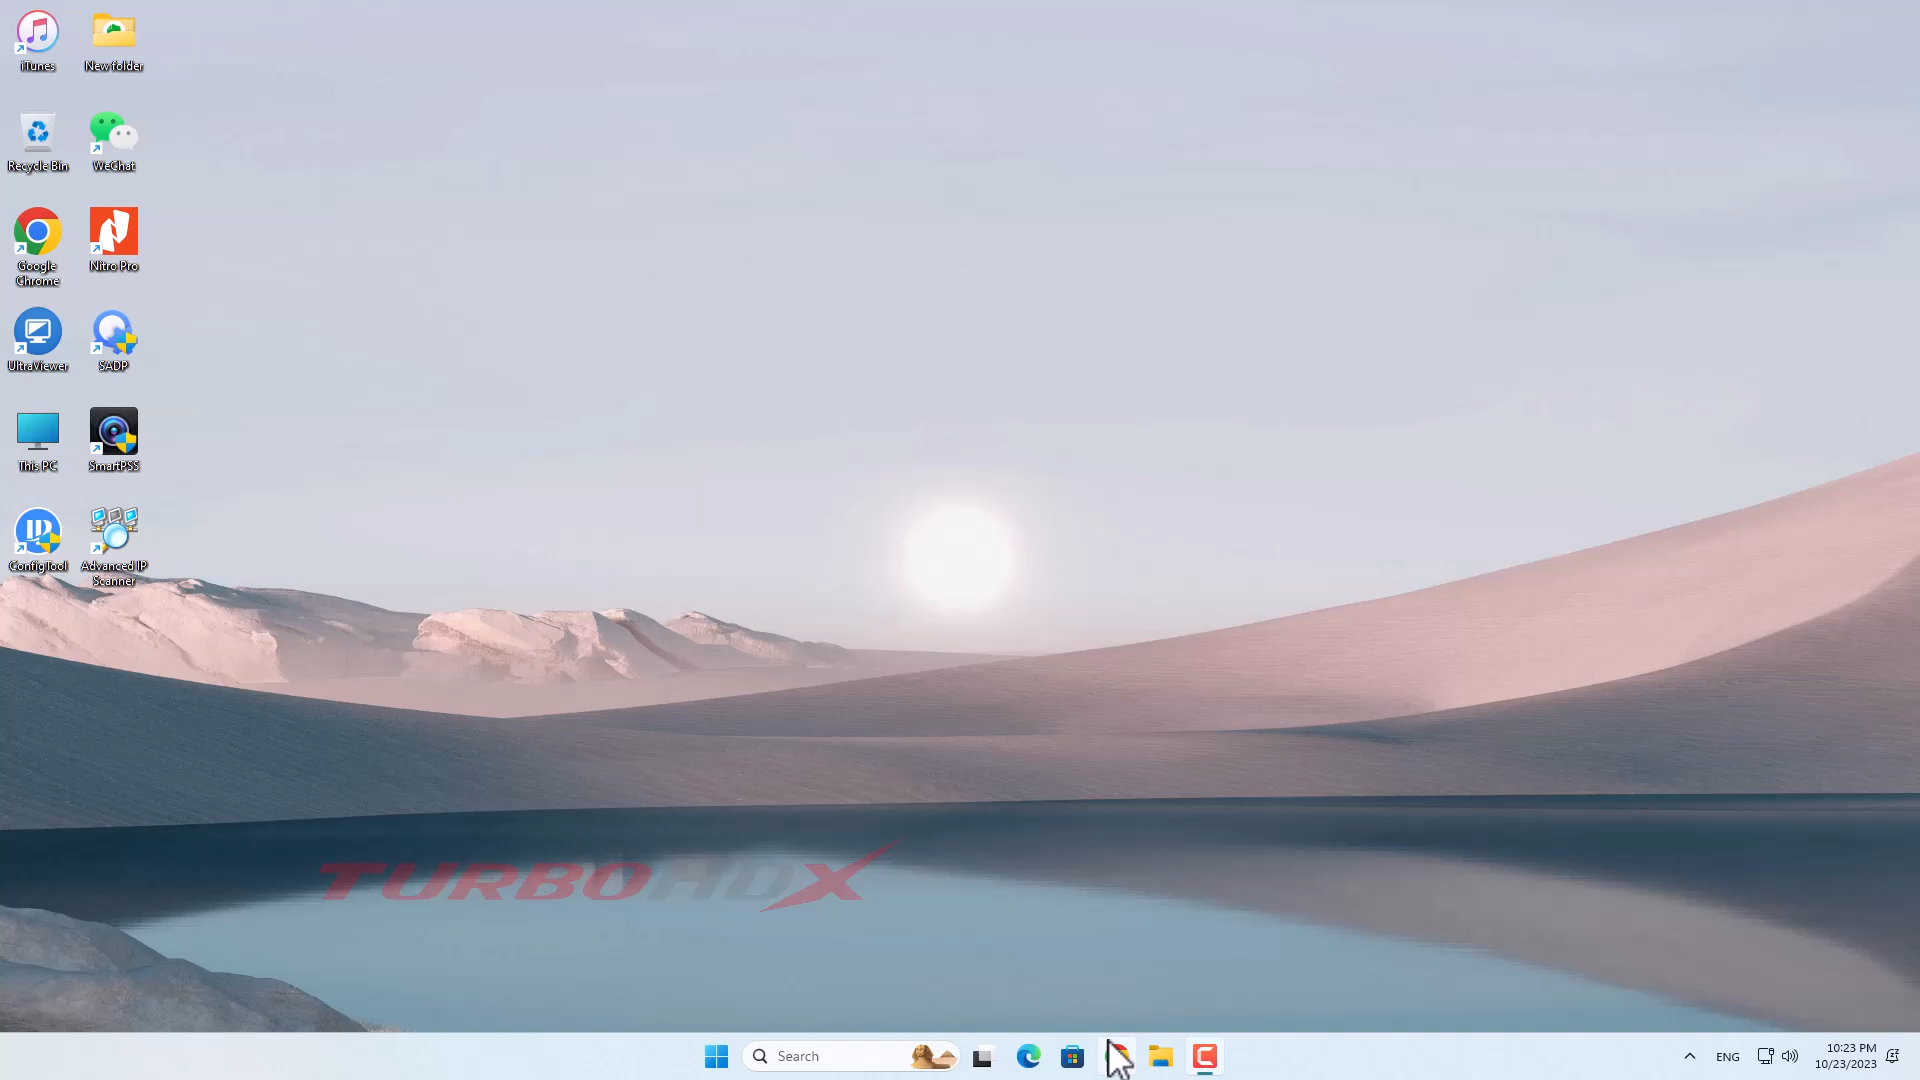 iTunes
New folder
Recycle Bin
WeChat
Google
Chrome
Nitro Pro
UltraViewer
SADP
This PC
SmartPSS
ConfigTool
Advanced IP
Scanner
TURBOHDX
Search
ENG
10:23 PM
10/23/2023